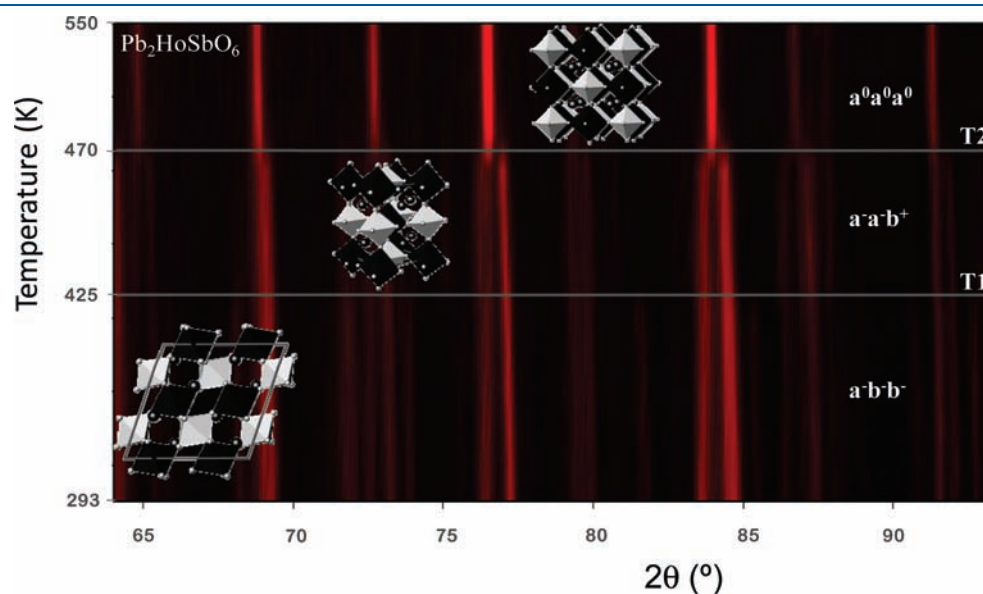 550
Pb₂HoSbO₆
a⁰a⁰a⁰
T2
470
a⁻a⁻b⁺
T1
425
a⁻b⁻b⁻
293
Temperature (K)
65 70 75 80 85 90
2θ (º)